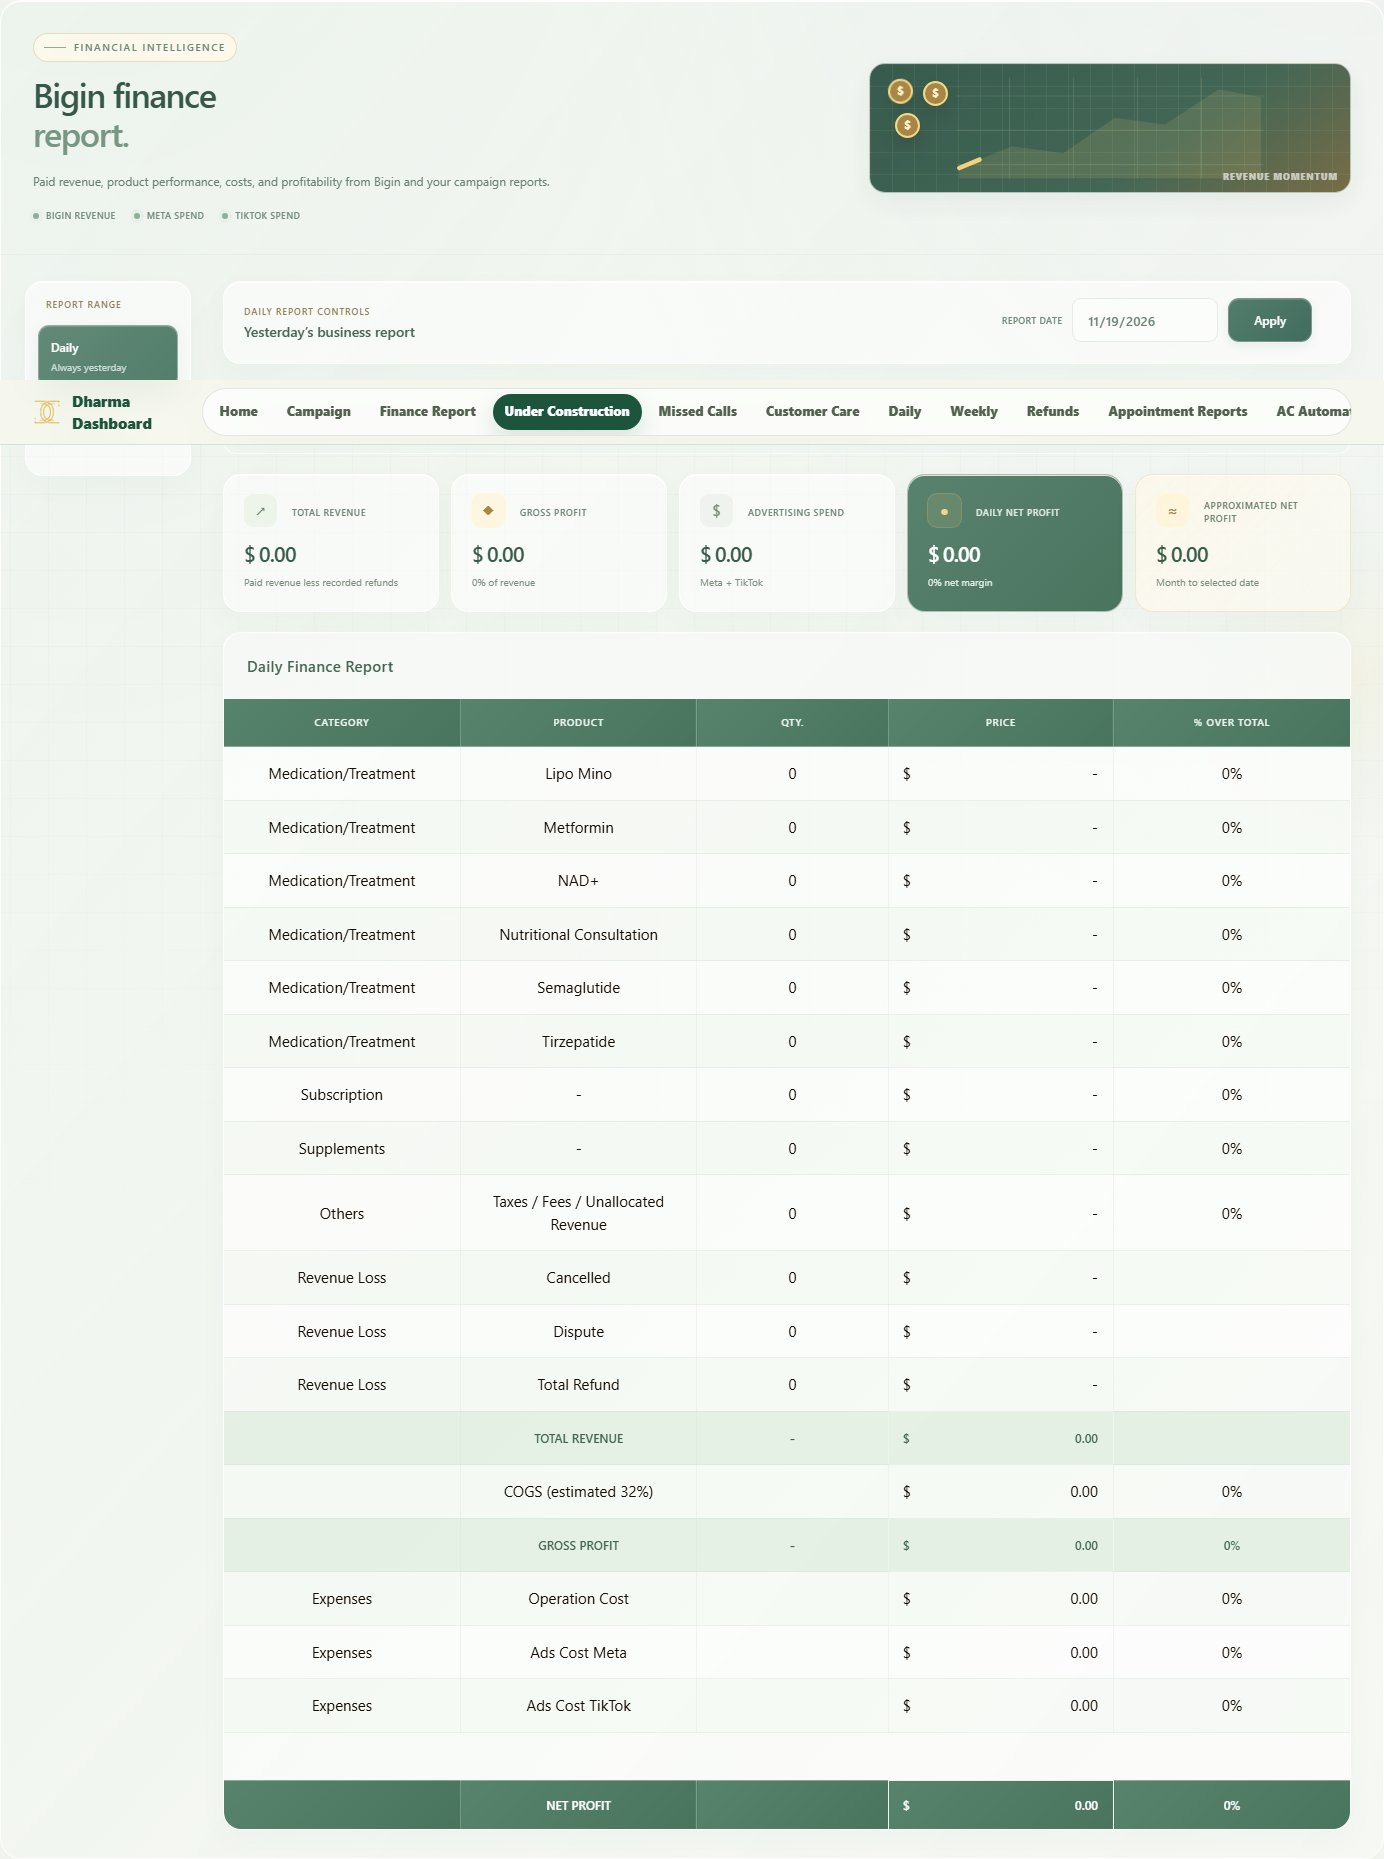 FINANCIAL INTELLIGENCE
Bigin finance
report.
Paid revenue, product performance, costs, and profitability from Bigin and your campaign reports.
BIGIN REVENUE
META SPEND
TIKTOK SPEND
$
$
$
REVENUE MOMENTUM
REPORT RANGE
Daily
Always yesterday
DAILY REPORT CONTROLS
Yesterday's business report
REPORT DATE
11/19/2026
Apply
Dharma
Dashboard
Home
Campaign
Finance Report
Under Construction
Missed Calls
Customer Care
Daily
Weekly
Refunds
Appointment Reports
AC Automat
↗ TOTAL REVENUE
$ 0.00
Paid revenue less recorded refunds
◆ GROSS PROFIT
$ 0.00
0% of revenue
$ ADVERTISING SPEND
$ 0.00
Meta + TikTok
● DAILY NET PROFIT
$ 0.00
0% net margin
≈ APPROXIMATED NET
PROFIT
$ 0.00
Month to selected date
Daily Finance Report
CATEGORY PRODUCT QTY. PRICE % OVER TOTAL
Medication/Treatment Lipo Mino 0 $ - 0%
Medication/Treatment Metformin 0 $ - 0%
Medication/Treatment NAD+ 0 $ - 0%
Medication/Treatment Nutritional Consultation 0 $ - 0%
Medication/Treatment Semaglutide 0 $ - 0%
Medication/Treatment Tirzepatide 0 $ - 0%
Subscription - 0 $ - 0%
Supplements - 0 $ - 0%
Others Taxes / Fees / Unallocated
Revenue 0 $ - 0%
Revenue Loss Cancelled 0 $ -
Revenue Loss Dispute 0 $ -
Revenue Loss Total Refund 0 $ -
TOTAL REVENUE - $ 0.00
COGS (estimated 32%) $ 0.00 0%
GROSS PROFIT - $ 0.00 0%
Expenses Operation Cost $ 0.00 0%
Expenses Ads Cost Meta $ 0.00 0%
Expenses Ads Cost TikTok $ 0.00 0%
NET PROFIT $ 0.00 0%